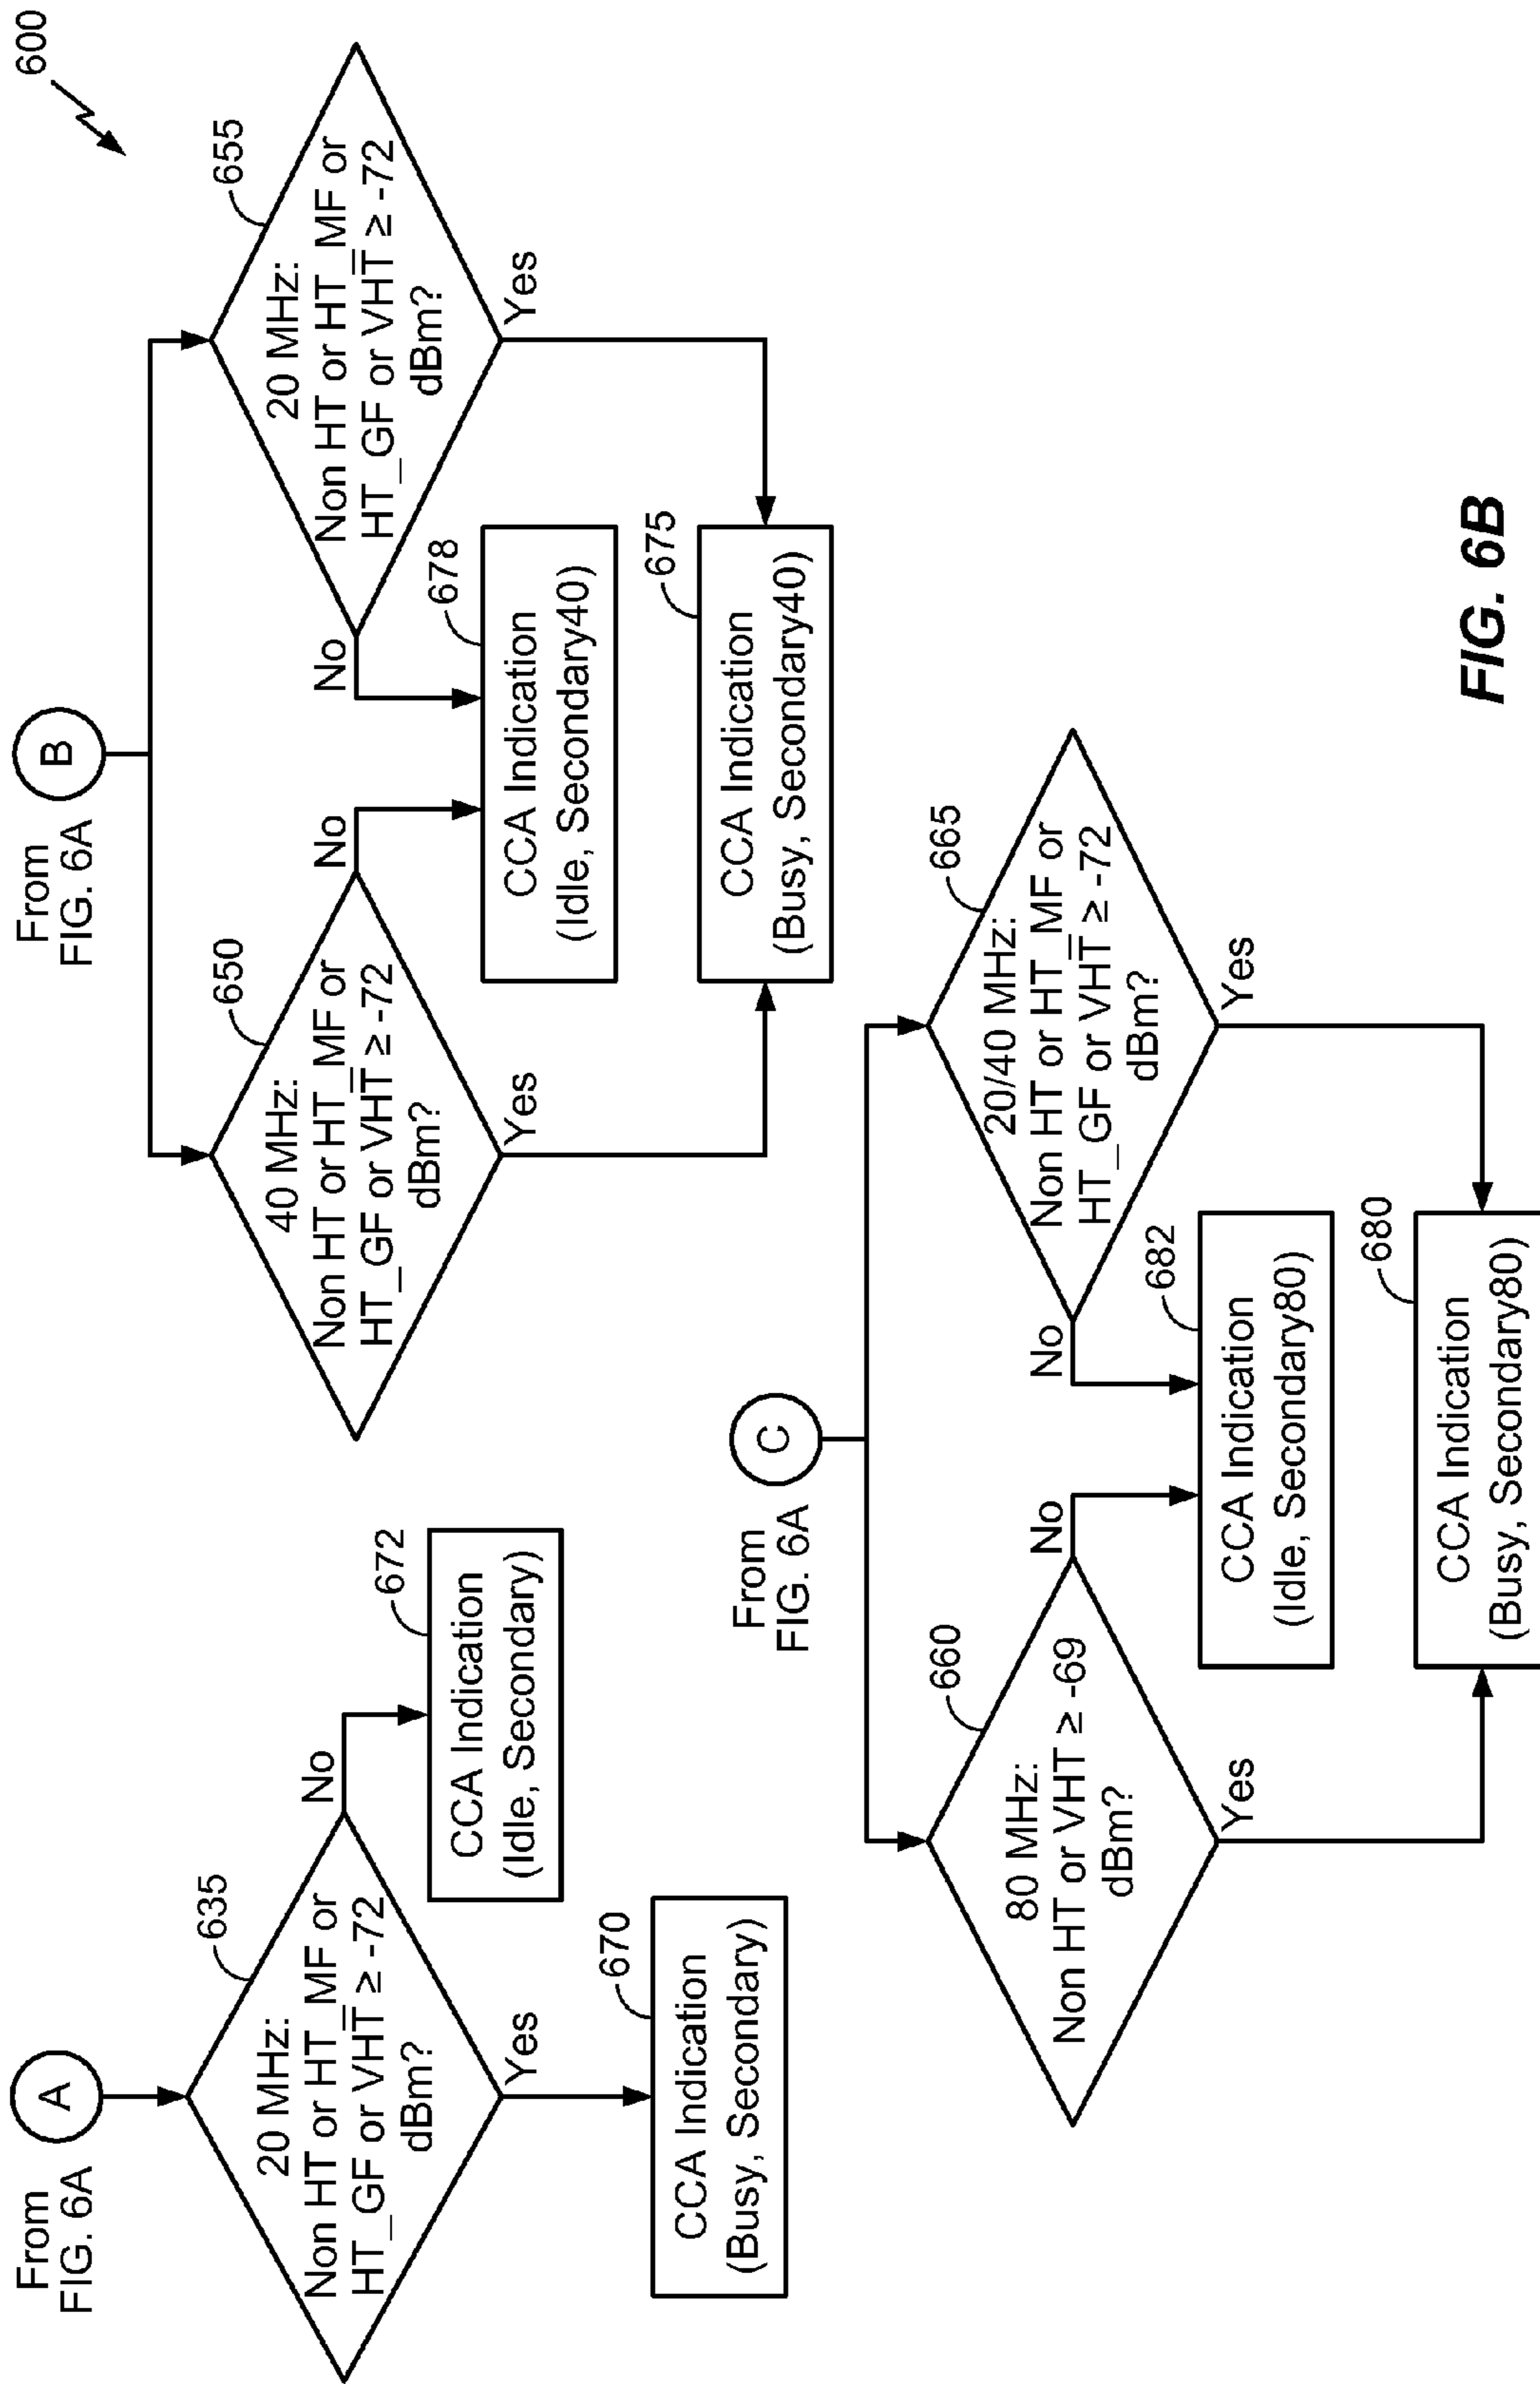 600
From
FIG. 6A
A
635
20 MHz:
Non HT or HT_MF or
HT_GF or VHT ≥ -72
dBm?
No
Yes
672
CCA Indication
(Idle, Secondary)
670
CCA Indication
(Busy, Secondary)
From
FIG. 6A
B
650
40 MHz:
Non HT or HT_MF or
HT_GF or VHT ≥ -72
dBm?
No
Yes
655
20 MHz:
Non HT or HT_MF or
HT_GF or VHT ≥ -72
dBm?
No
Yes
678
CCA Indication
(Idle, Secondary40)
675
CCA Indication
(Busy, Secondary40)
From
FIG. 6A
C
660
80 MHz:
Non HT or VHT ≥ -69
dBm?
No
Yes
665
20/40 MHz:
Non HT or HT_MF or
HT_GF or VHT ≥ -72
dBm?
No
Yes
682
CCA Indication
(Idle, Secondary80)
680
CCA Indication
(Busy, Secondary80)
FIG. 6B